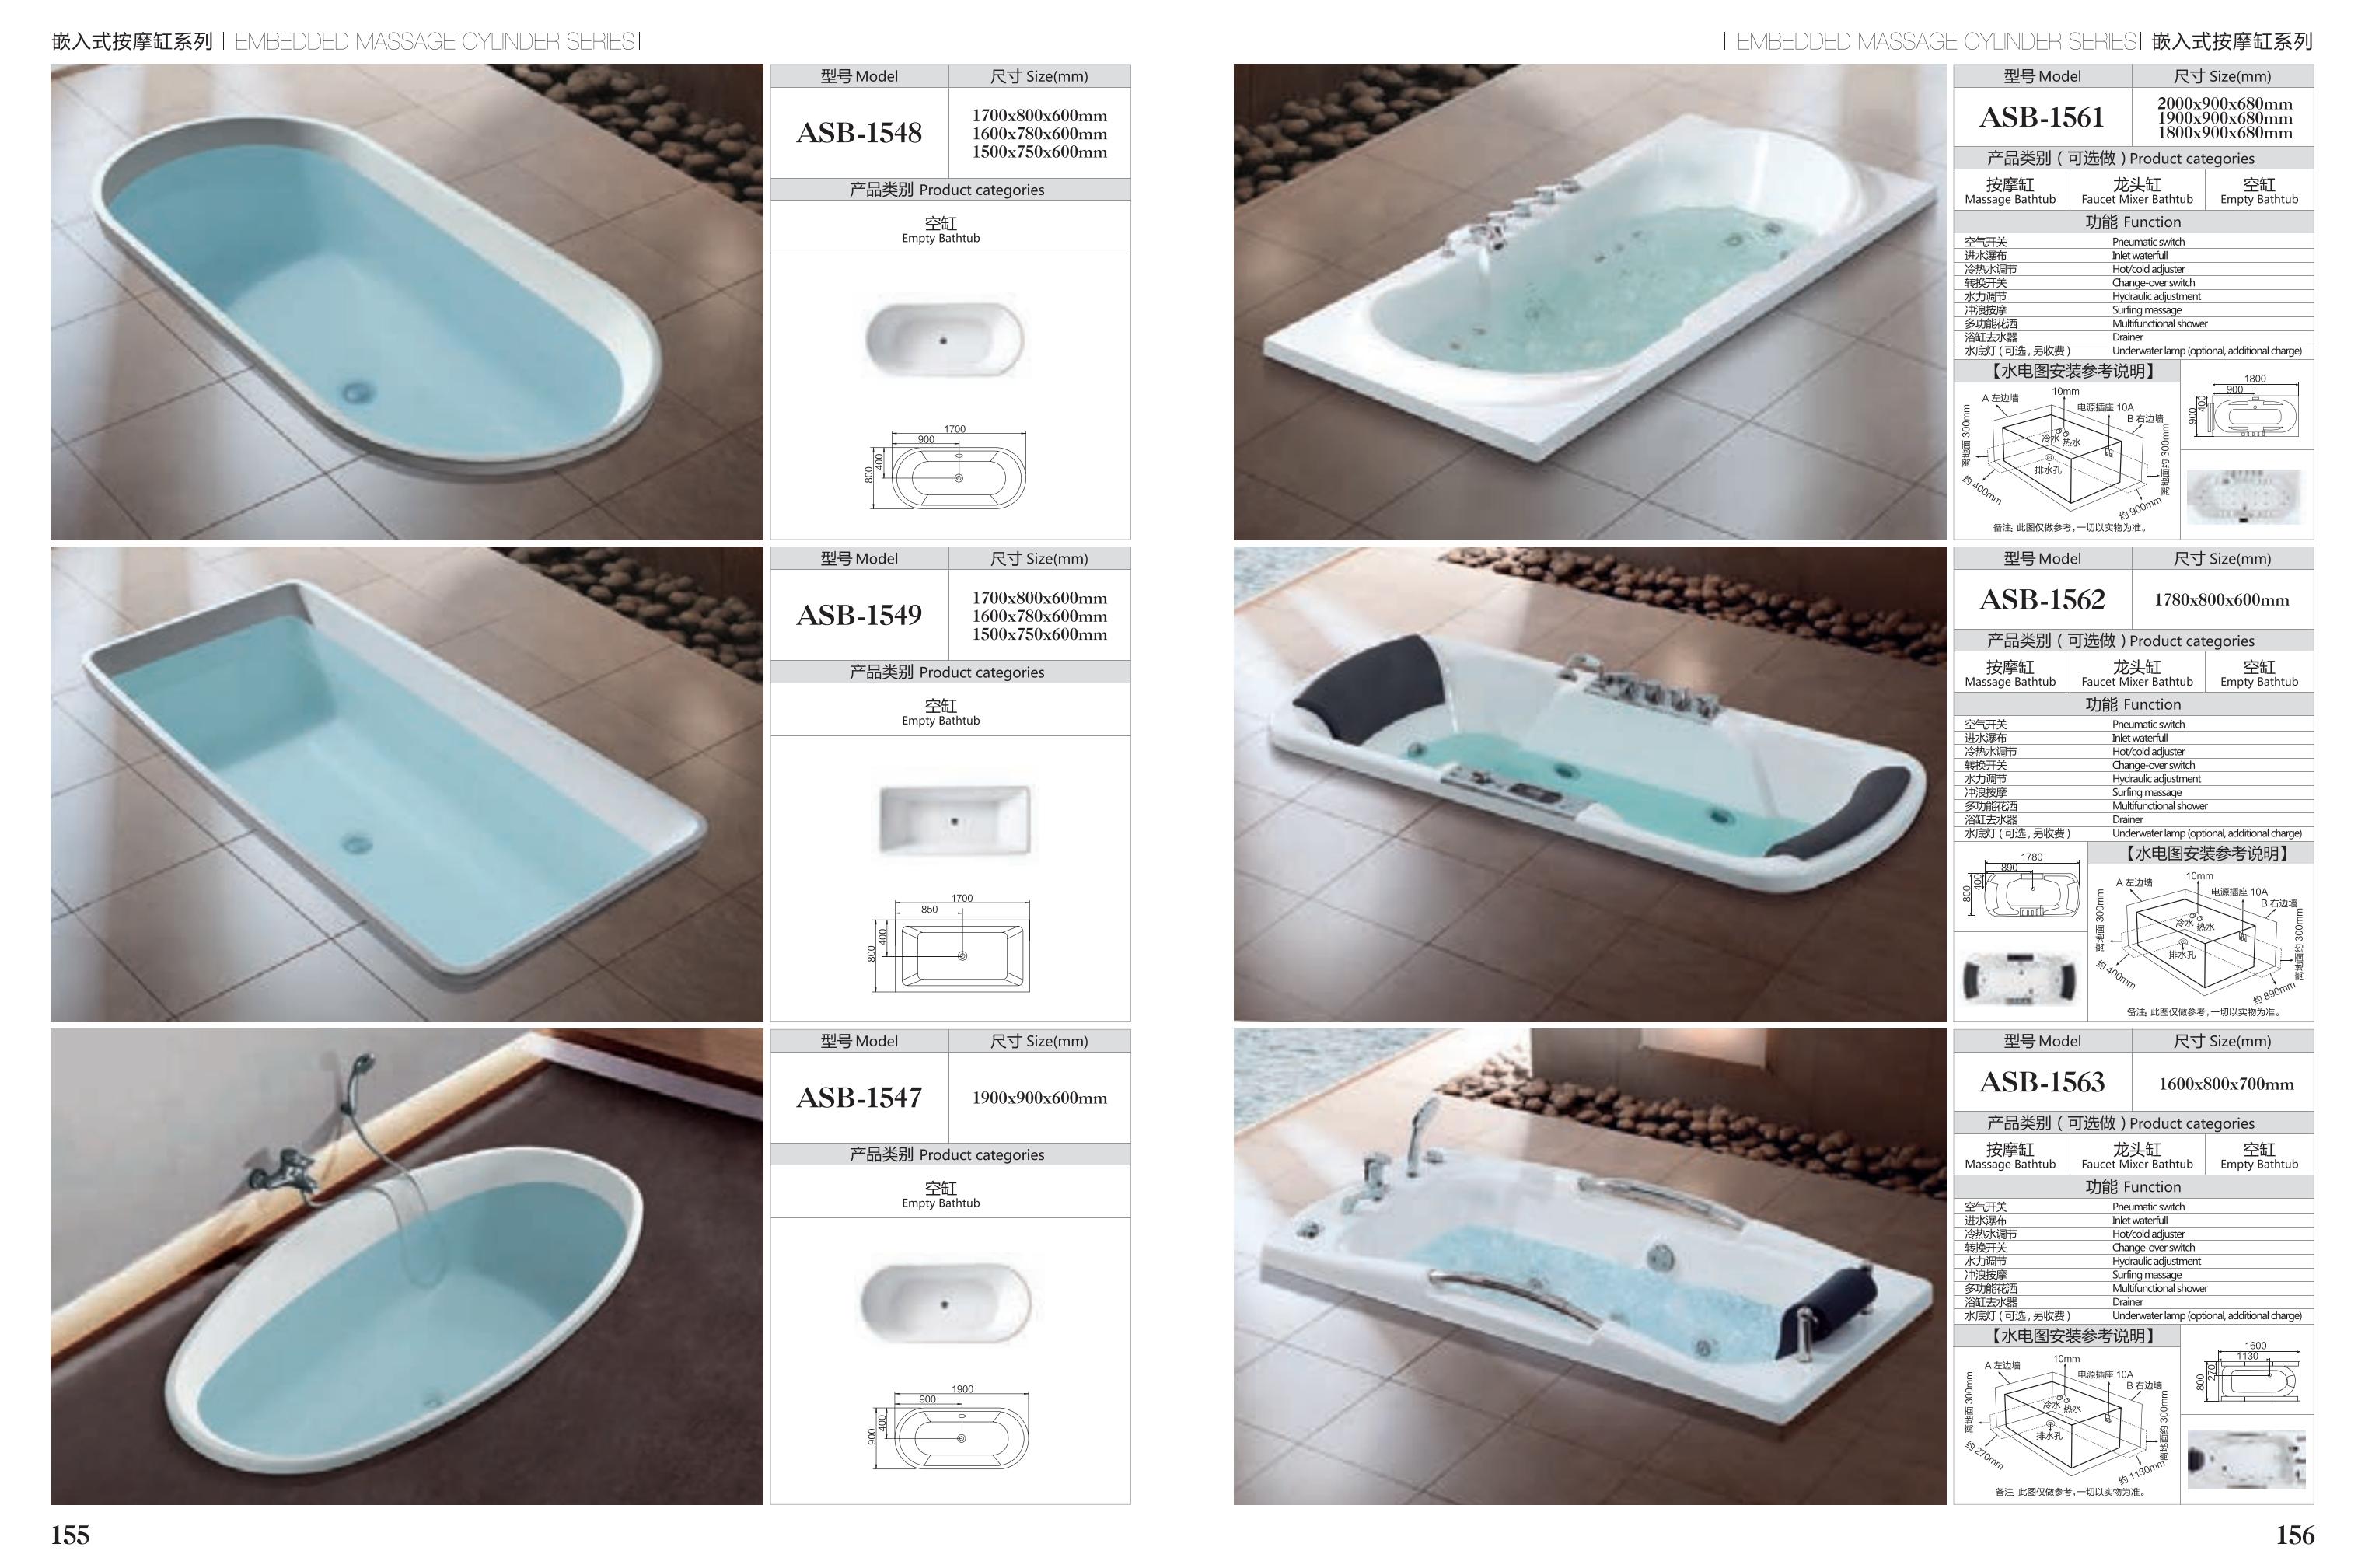 嵌入式按摩缸系列 | EMBEDDED MASSAGE CYLINDER SERIES|
型号 Model 尺寸 Size(mm)
ASB-1548
1700x800x600mm
1600x780x600mm
1500x750x600mm
产品类别 Product categories
空缸
Empty Bathtub
1700
900
400
800
型号 Model 尺寸 Size(mm)
ASB-1549
1700x800x600mm
1600x780x600mm
1500x750x600mm
产品类别 Product categories
空缸
Empty Bathtub
1700
850
400
800
型号 Model 尺寸 Size(mm)
ASB-1547
1900x900x600mm
产品类别 Product categories
空缸
Empty Bathtub
1900
900
400
900
155
| EMBEDDED MASSAGE CYLINDER SERIES| 嵌入式按摩缸系列
型号 Model 尺寸 Size(mm)
ASB-1561
2000x900x680mm
1900x900x680mm
1800x900x680mm
产品类别 ( 可选做 ) Product categories
按摩缸 龙头缸 空缸
Massage Bathtub Faucet Mixer Bathtub Empty Bathtub
功能 Function
空气开关 Pneumatic switch
进水瀑布 Inlet waterfull
冷热水调节 Hot/cold adjuster
转换开关 Change-over switch
水力调节 Hydraulic adjustment
冲浪按摩 Surfing massage
多功能花洒 Multifunctional shower
浴缸去水器 Drainer
水底灯 ( 可选 , 另收费 ) Underwater lamp (optional, additional charge)
【水电图安装参考说明】
10mm
A 左边墙
电源插座 10A
B 右边墙
冷水 热水
排水孔
离地面 300mm
离地面约 300mm
约 400mm
约 900mm
备注: 此图仅做参考，一切以实物为准。
1800
900
400
900
型号 Model 尺寸 Size(mm)
ASB-1562
1780x800x600mm
产品类别 ( 可选做 ) Product categories
按摩缸 龙头缸 空缸
Massage Bathtub Faucet Mixer Bathtub Empty Bathtub
功能 Function
空气开关 Pneumatic switch
进水瀑布 Inlet waterfull
冷热水调节 Hot/cold adjuster
转换开关 Change-over switch
水力调节 Hydraulic adjustment
冲浪按摩 Surfing massage
多功能花洒 Multifunctional shower
浴缸去水器 Drainer
水底灯 ( 可选 , 另收费 ) Underwater lamp (optional, additional charge)
1780
890
400
800
【水电图安装参考说明】
10mm
A 左边墙
电源插座 10A
B 右边墙
冷水 热水
排水孔
离地面 300mm
离地面约 300mm
约 400mm
约 890mm
备注: 此图仅做参考，一切以实物为准。
型号 Model 尺寸 Size(mm)
ASB-1563
1600x800x700mm
产品类别 ( 可选做 ) Product categories
按摩缸 龙头缸 空缸
Massage Bathtub Faucet Mixer Bathtub Empty Bathtub
功能 Function
空气开关 Pneumatic switch
进水瀑布 Inlet waterfull
冷热水调节 Hot/cold adjuster
转换开关 Change-over switch
水力调节 Hydraulic adjustment
冲浪按摩 Surfing massage
多功能花洒 Multifunctional shower
浴缸去水器 Drainer
水底灯 ( 可选 , 另收费 ) Underwater lamp (optional, additional charge)
【水电图安装参考说明】
10mm
A 左边墙
电源插座 10A
B 右边墙
冷水 热水
排水孔
离地面 300mm
离地面约 300mm
约 270mm
约 1130mm
备注: 此图仅做参考，一切以实物为准。
1600
1130
270
800
156